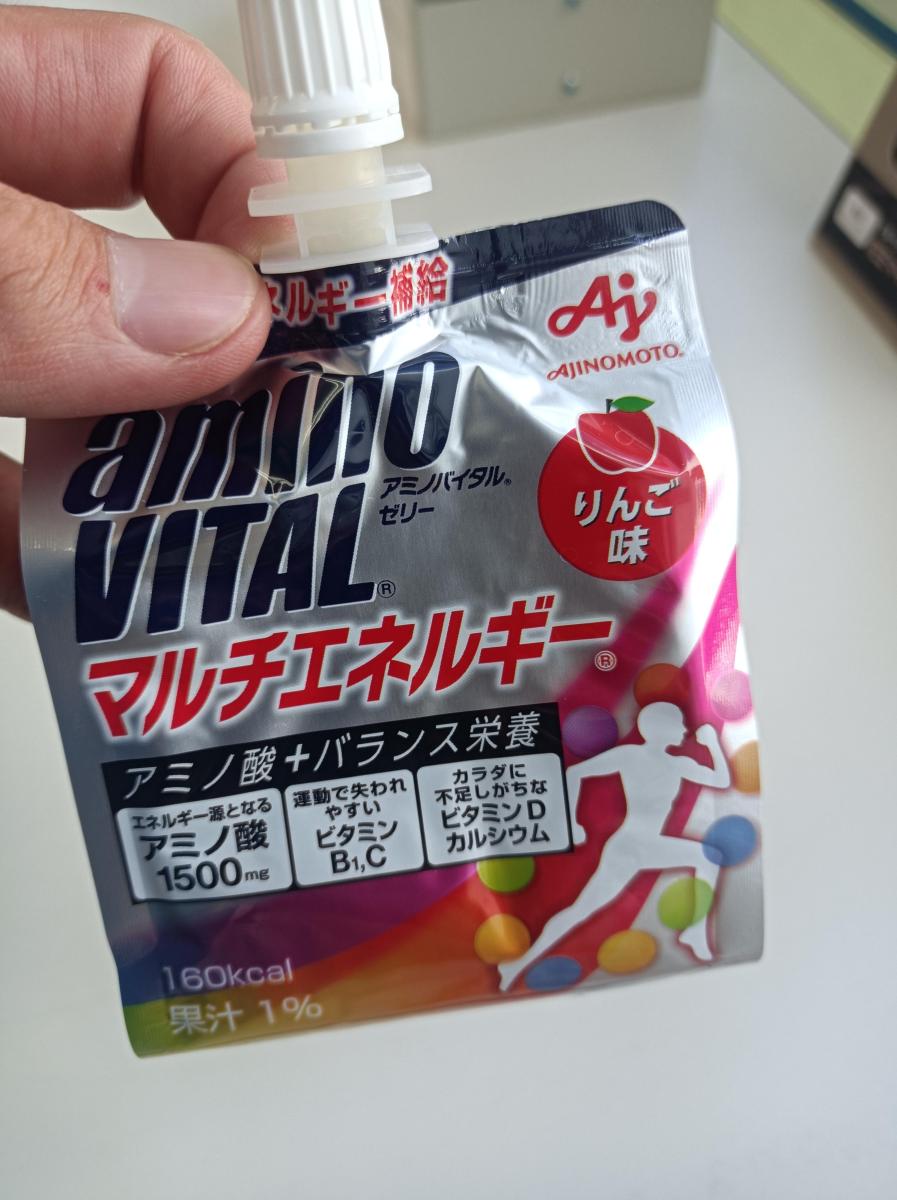 ネルギー補給
Aj
AJINOMOTO®
amino
VITAL®
アミノバイタル®
ゼリー
りんご
味
マルチエネルギー®
アミノ酸+バランス栄養
エネルギー源となる
アミノ酸
1500mg
運動で失われ
やすい
ビタミン
B1,C
カラダに
不足しがちな
ビタミンD
カルシウム
160kcal
果汁 1%